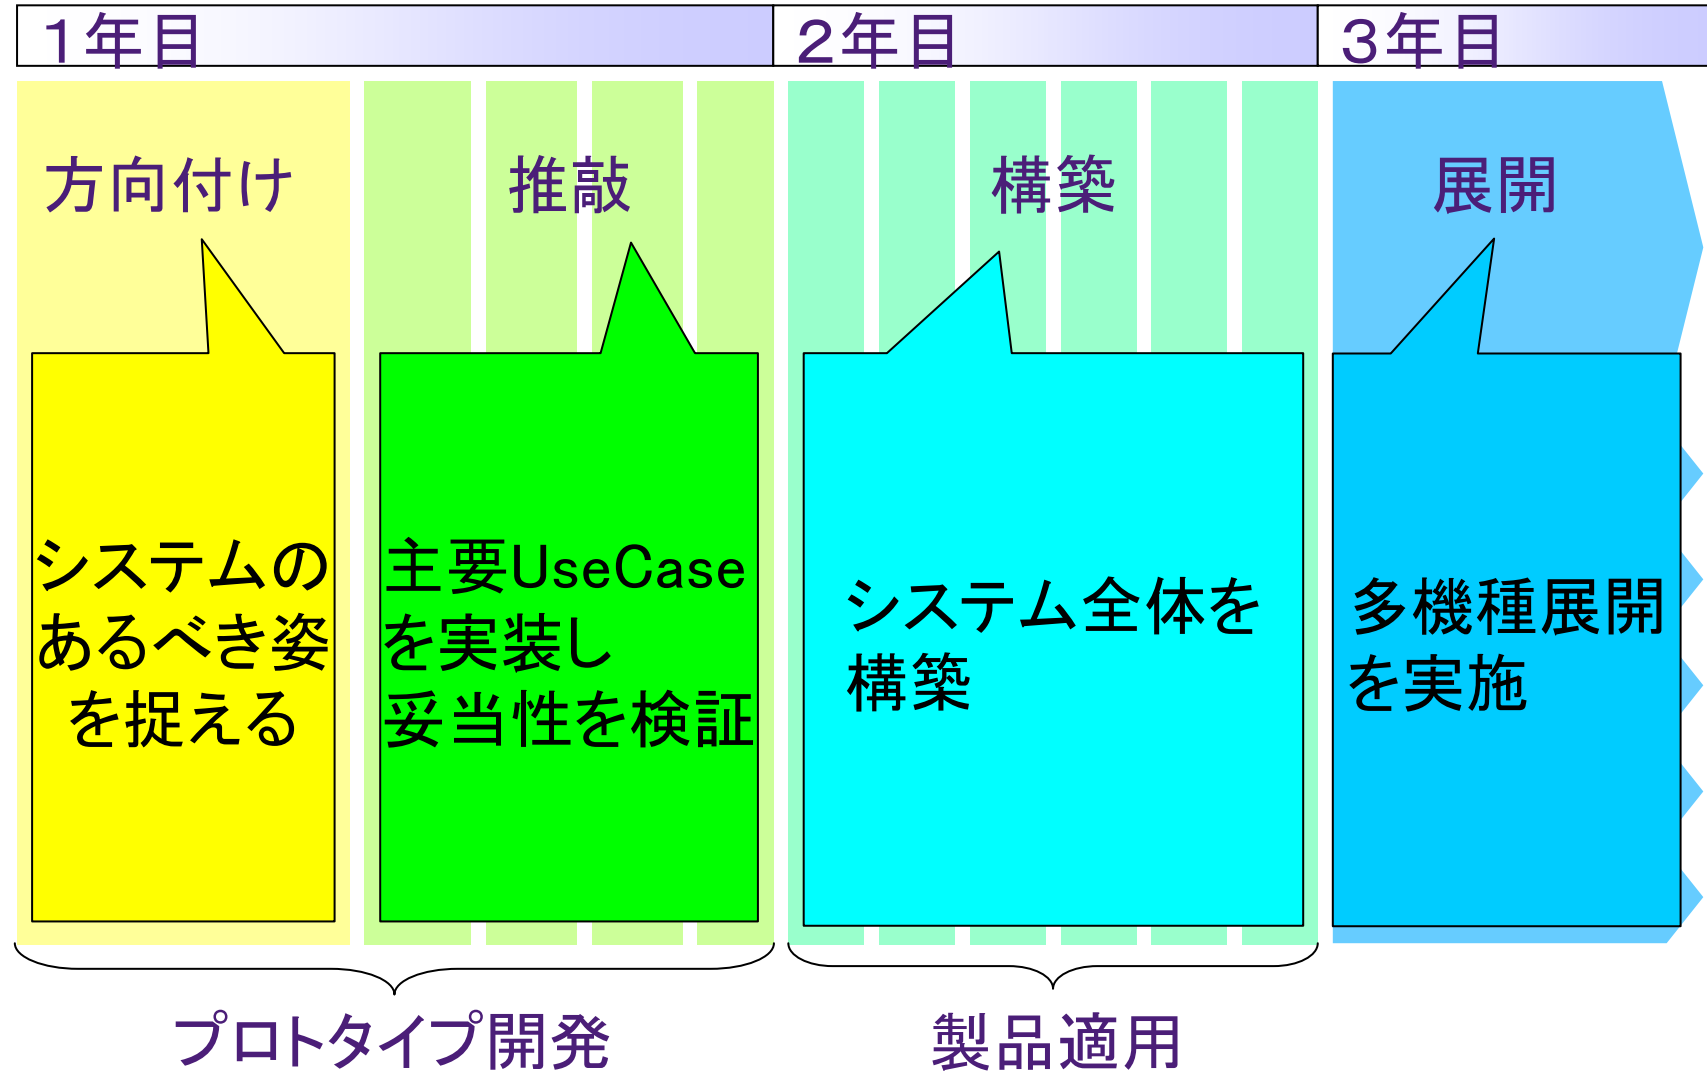 １年目
２年目
３年目
方向付け
推敲
構築
展開
システムの
あるべき姿
を捉える
主要UseCase
を実装し
妥当性を検証
システム全体を
構築
多機種展開
を実施
プロトタイプ開発
製品適用